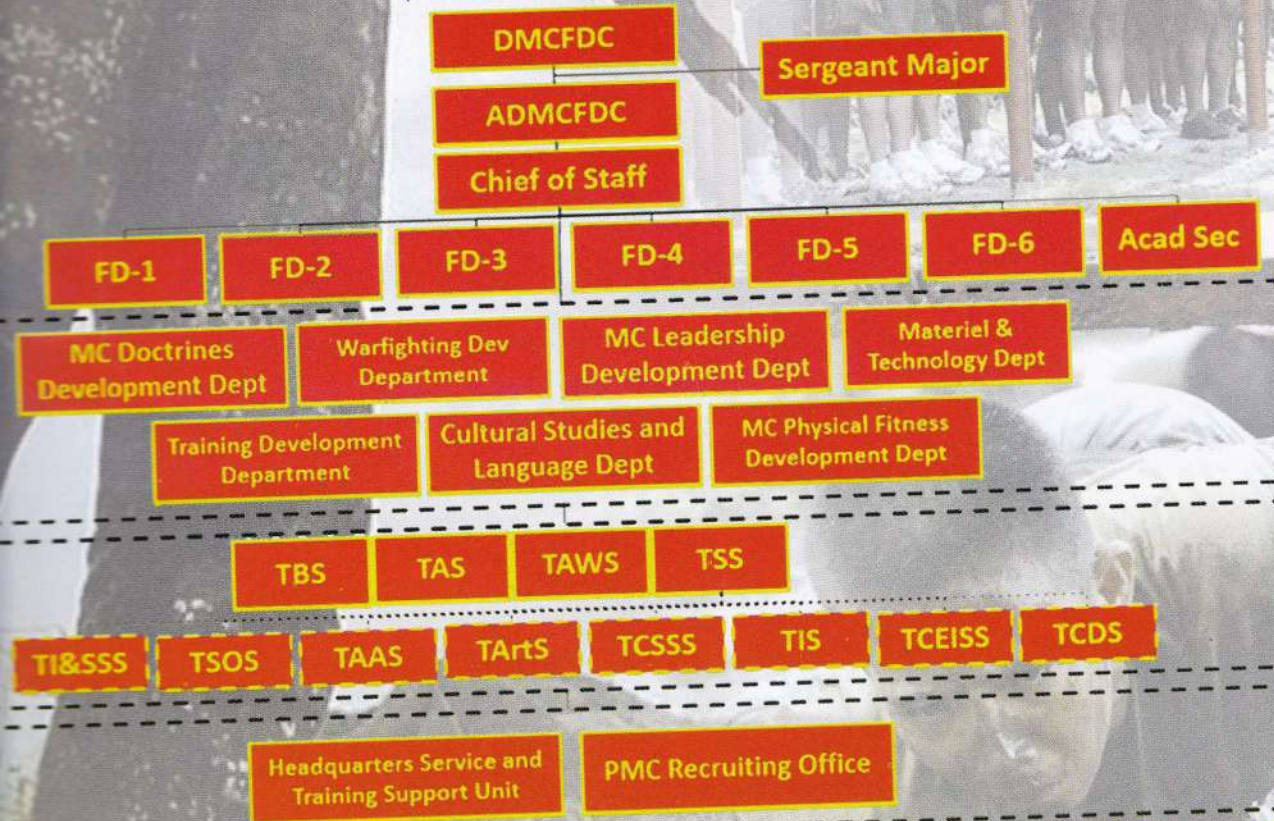 DMCFDC
Sergeant Major
ADMCFDC
Chief of Staff
FD-1
FD-2
FD-3
FD-4
FD-5
FD-6
Acad Sec
MC Doctrines
Development Dept
Warfighting Dev
Department
MC Leadership
Development Dept
Materiel &
Technology Dept
Training Development
Department
Cultural Studies and
Language Dept
MC Physical Fitness
Development Dept
TBS
TAS
TAWS
TSS
TI&SSS
TSOS
TAAS
TArtS
TCSSS
TIS
TCEISS
TCDS
Headquarters Service and
Training Support Unit
PMC Recruiting Office